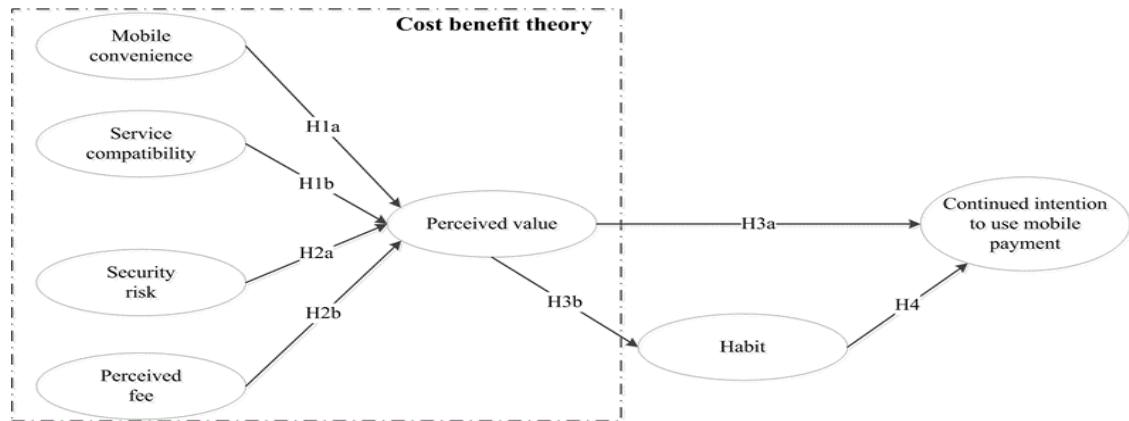 Cost benefit theory
Mobile
convenience
H1a
Service
compatibility
H1b
Perceived value
H3a
Continued intention
to use mobile
payment
H2a
Security
risk
H2b
H3b
H4
Habit
Perceived
fee